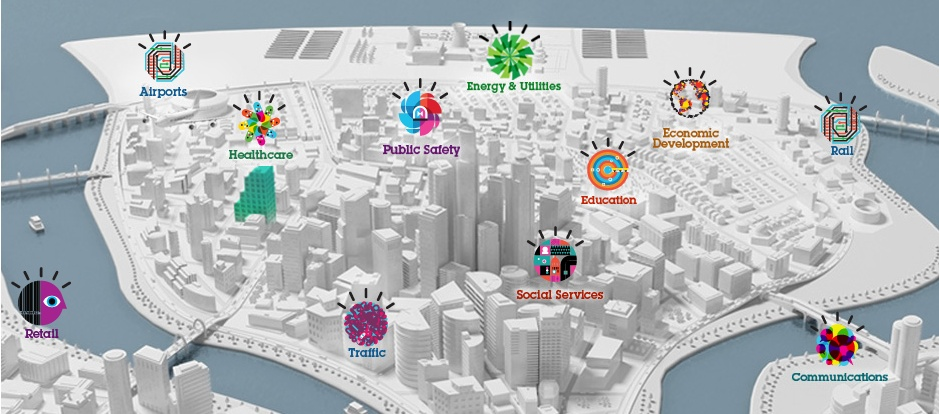 Airports
Energy & Utilities
Healthcare
Public Safety
Economic
Development
Rail
Education
Social Services
Retail
Traffic
Communications